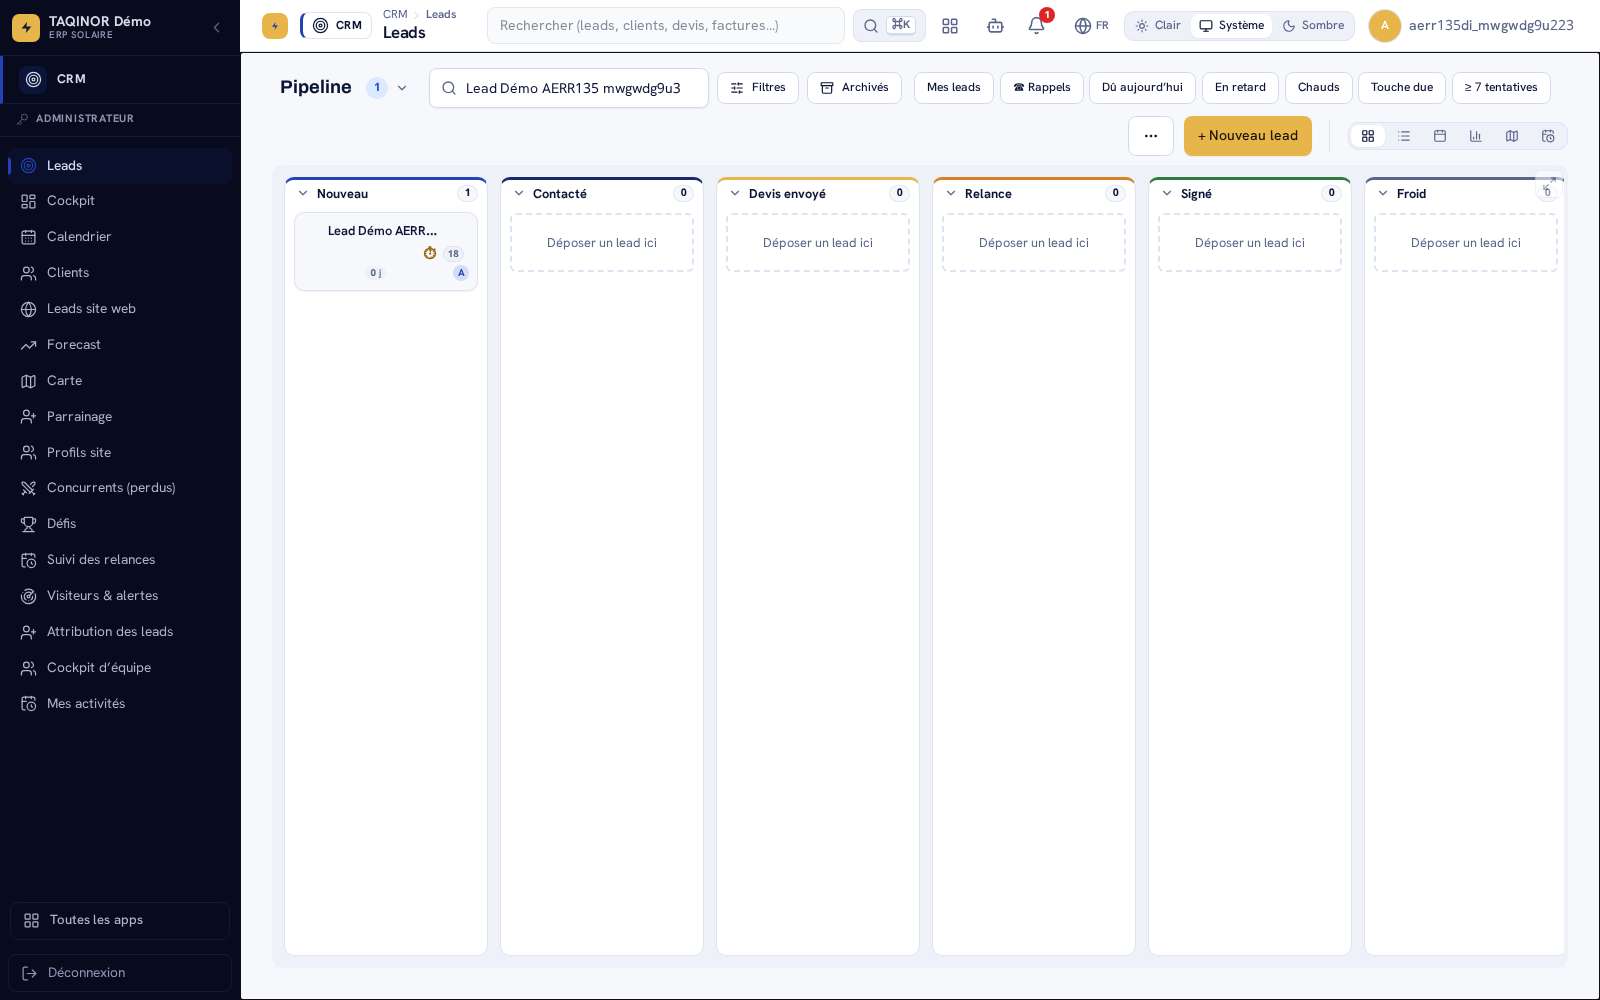 TAQINOR Démo
ERP SOLAIRE
CRM
ADMINISTRATEUR
Leads
Cockpit
Calendrier
Clients
Leads site web
Forecast
Carte
Parrainage
Profils site
Concurrents (perdus)
Défis
Suivi des relances
Visiteurs & alertes
Attribution des leads
Cockpit d’équipe
Mes activités
Toutes les apps
Déconnexion
CRM
CRM Leads
Leads
Rechercher (leads, clients, devis, factures...)
⌘K
1
FR
Clair Système Sombre
A aerr135di_mwgwdg9u223
Pipeline 1
Lead Démo AERR135 mwgwdg9u3
Filtres Archivés Mes leads ☎ Rappels Dû aujourd’hui En retard Chauds Touche due ≥ 7 tentatives
... + Nouveau lead
Nouveau 1
Lead Démo AERR...
18
0 j A
Contacté 0
Déposer un lead ici
Devis envoyé 0
Déposer un lead ici
Relance 0
Déposer un lead ici
Signé 0
Déposer un lead ici
Froid 0
Déposer un lead ici